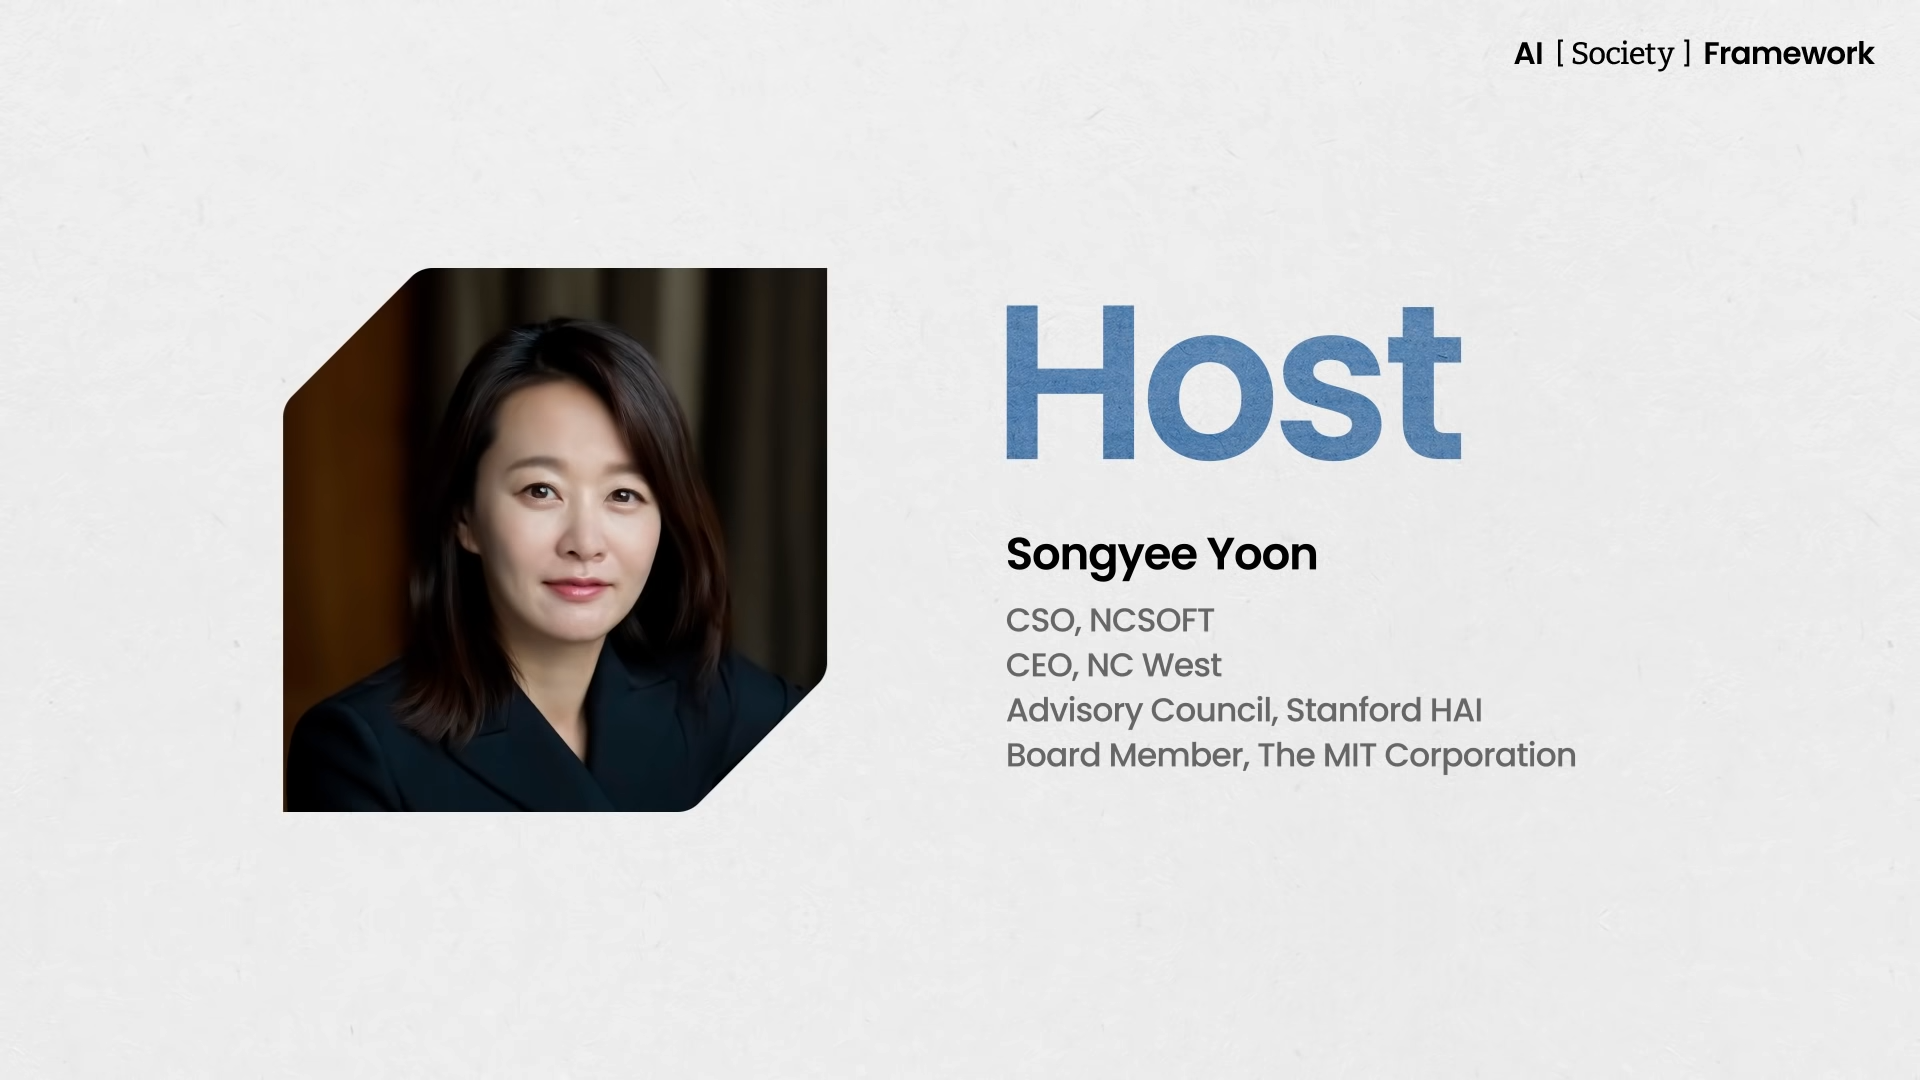 AI [ Society ] Framework
Host
Songyee Yoon
CSO, NCSOFT
CEO, NC West
Advisory Council, Stanford HAI
Board Member, The MIT Corporation